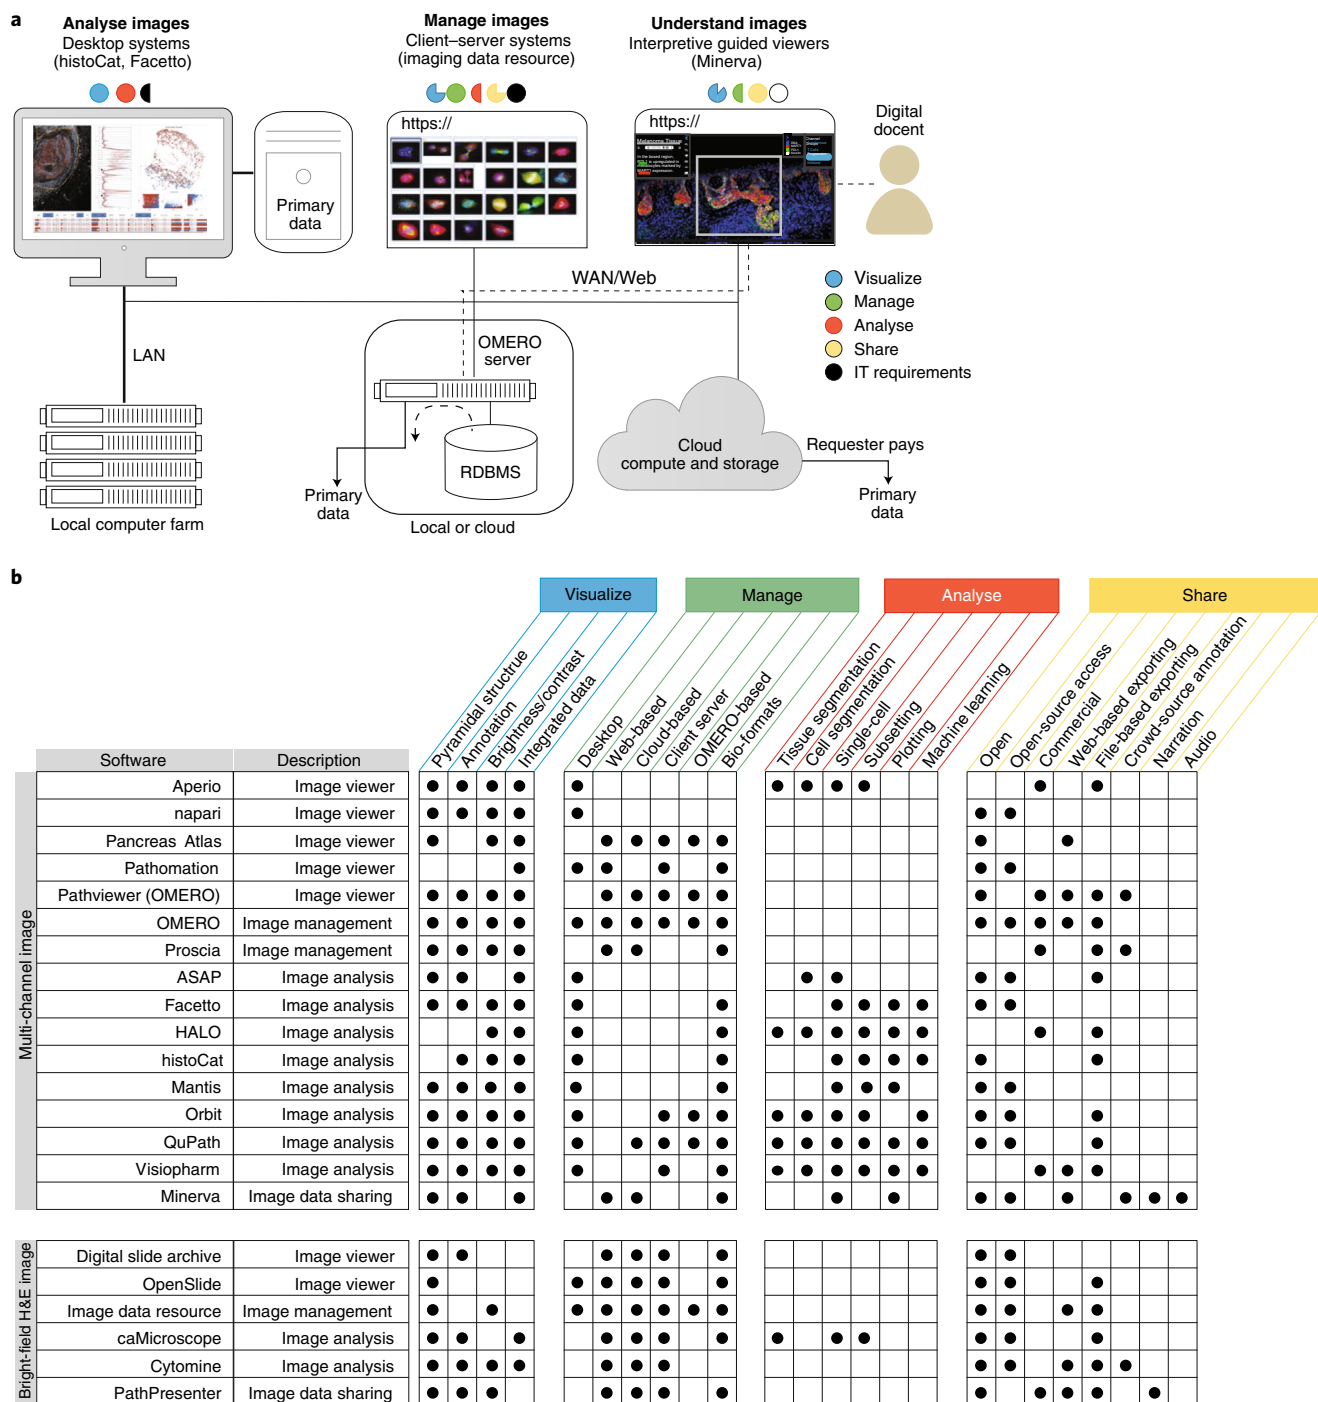 a
Analyse images
Desktop systems
(histoCat, Facetto)
Manage images
Client–server systems
(imaging data resource)
Understand images
Interpretive guided viewers
(Minerva)
https://
https://
Melanoma Tissue
Digital
docent
Primary
data
WAN/Web
Visualize
Manage
Analyse
Share
IT requirements
LAN
OMERO
server
RDBMS
Cloud
compute and storage
Requester pays
Primary
data
Primary
data
Local computer farm
Local or cloud
b
Visualize
Manage
Analyse
Share
Pyramidal structrue
Annotation
Brightness/contrast
Integrated data
Desktop
Web-based
Cloud-based
Client server
OMERO-based
Bio-formats
Tissue segmentation
Cell segmentation
Single-cell
Subsetting
Plotting
Machine learning
Open
Open-source access
Commercial
Web-based exporting
File-based exporting
Crowd-source annotation
Narration
Audio
Software Description
Multi-channel image
Aperio Image viewer
napari Image viewer
Pancreas Atlas Image viewer
Pathomation Image viewer
Pathviewer (OMERO) Image viewer
OMERO Image management
Proscia Image management
ASAP Image analysis
Facetto Image analysis
HALO Image analysis
histoCat Image analysis
Mantis Image analysis
Orbit Image analysis
QuPath Image analysis
Visiopharm Image analysis
Minerva Image data sharing
Bright-field H&E image
Digital slide archive Image viewer
OpenSlide Image viewer
Image data resource Image management
caMicroscope Image analysis
Cytomine Image analysis
PathPresenter Image data sharing